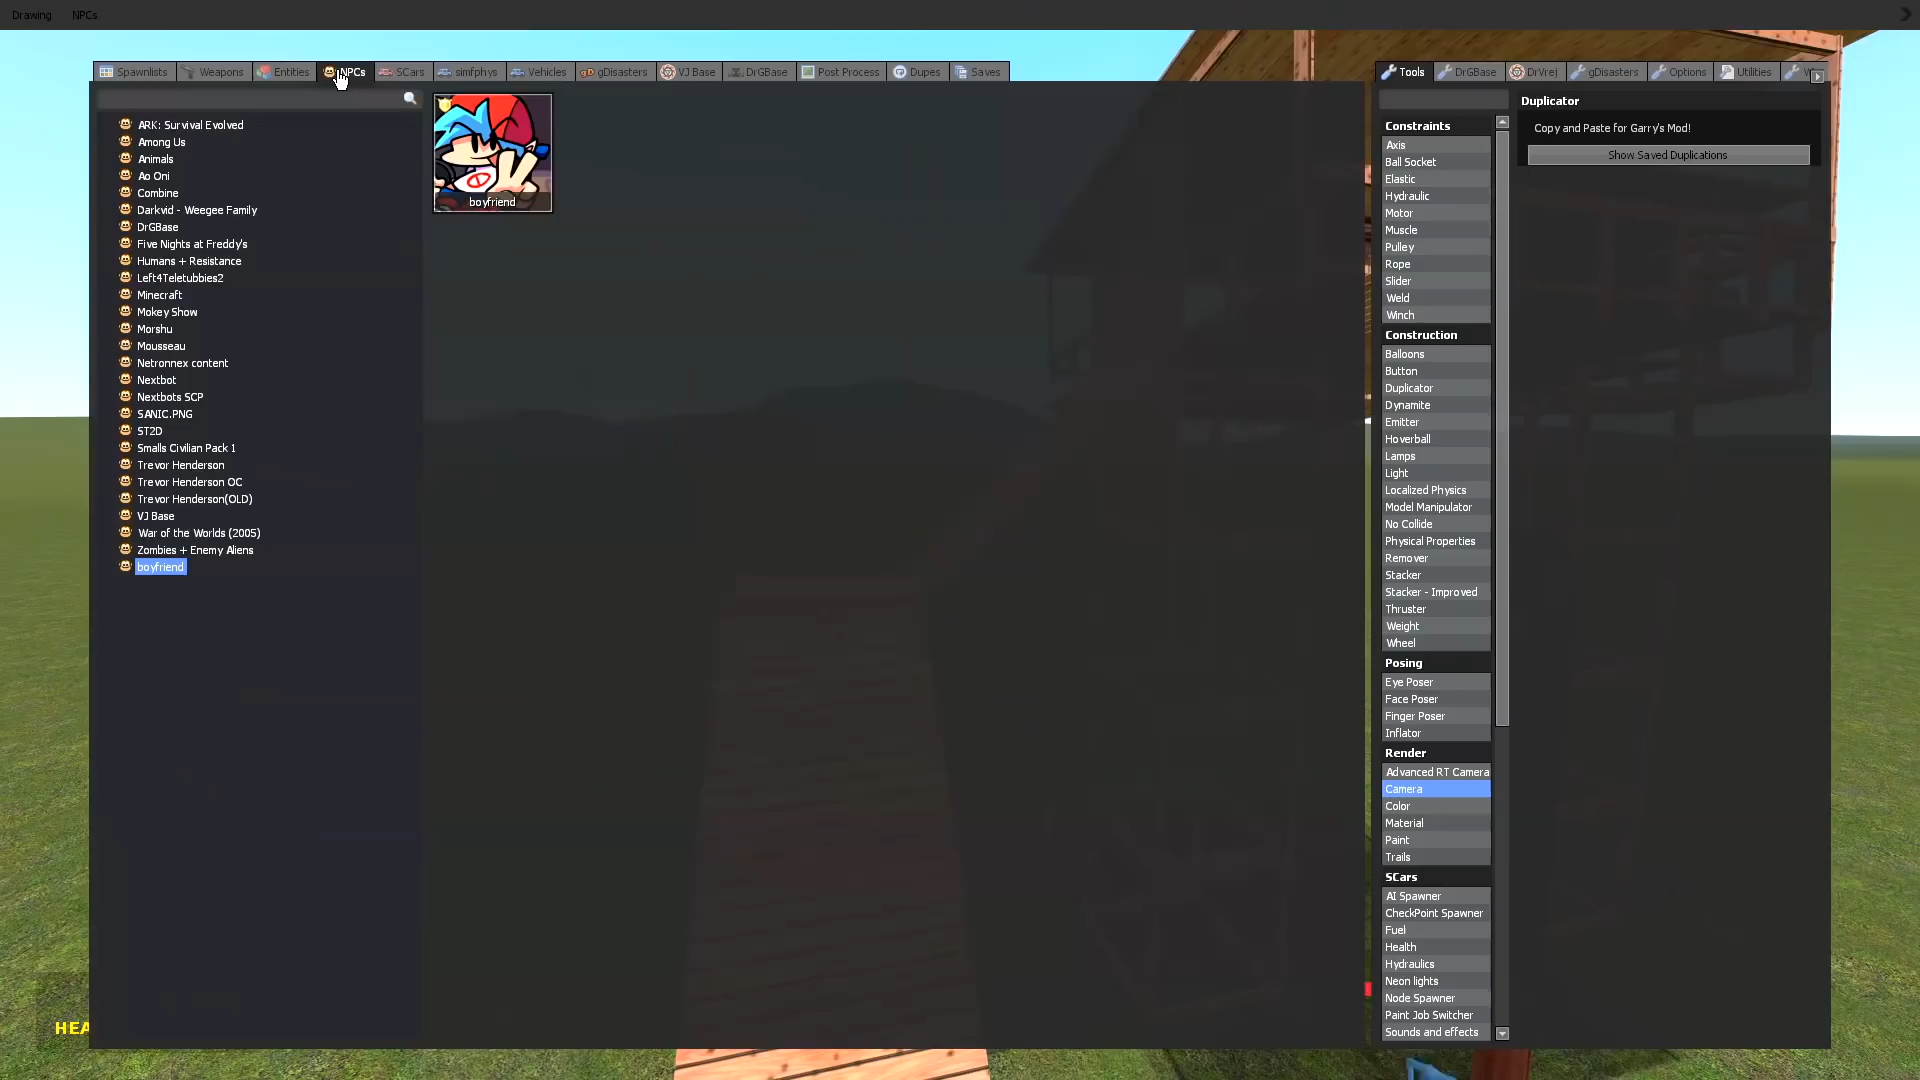 Drawing NPCs
Spawnlists Weapons Entities NPCs SCars simfphys Vehicles gDisasters VJ Base DrGBase Post Process Dupes Saves
ARK: Survival Evolved
Among Us
Animals
Ao Oni
Combine
Darkvid - Weegee Family
DrGBase
Five Nights at Freddy's
Humans + Resistance
Left4Teletubbies2
Minecraft
Mokey Show
Morshu
Mousseau
Netronnex content
Nextbot
Nextbots SCP
SANIC.PNG
ST2D
Smalls Civilian Pack 1
Trevor Henderson
Trevor Henderson OC
Trevor Henderson(OLD)
VJ Base
War of the Worlds (2005)
Zombies + Enemy Aliens
boyfriend
boyfriend
Tools DrGBase DrVrej gDisasters Options Utilities
Constraints
Axis
Ball Socket
Elastic
Hydraulic
Motor
Muscle
Pulley
Rope
Slider
Weld
Winch
Construction
Balloons
Button
Duplicator
Dynamite
Emitter
Hoverball
Lamps
Light
Localized Physics
Model Manipulator
No Collide
Physical Properties
Remover
Stacker
Stacker - Improved
Thruster
Weight
Wheel
Posing
Eye Poser
Face Poser
Finger Poser
Inflator
Render
Advanced RT Camera
Camera
Color
Material
Paint
Trails
SCars
AI Spawner
CheckPoint Spawner
Fuel
Health
Hydraulics
Neon lights
Node Spawner
Paint Job Switcher
Sounds and effects
Duplicator
Copy and Paste for Garry's Mod!
Show Saved Duplications
HEA